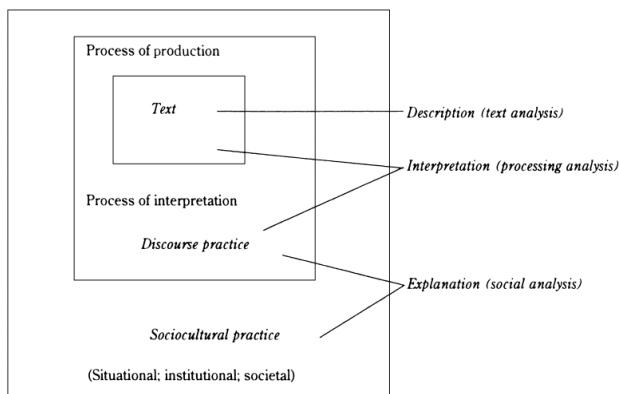 Process of production
Text
Description (text analysis)
Interpretation (processing analysis)
Process of interpretation
Discourse practice
Explanation (social analysis)
Sociocultural practice
(Situational; institutional; societal)